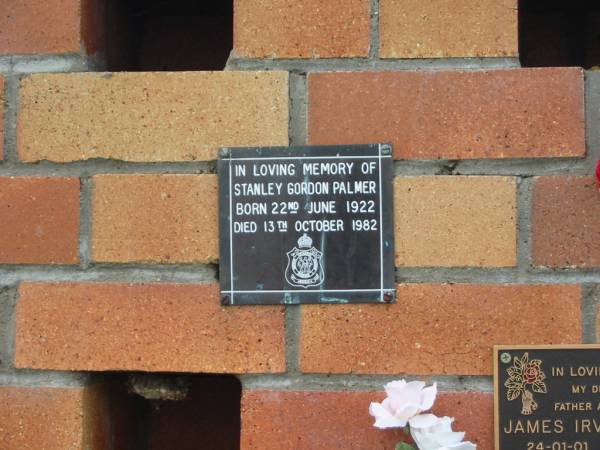 IN LOVING MEMORY OF
STANLEY GORDON PALMER
BORN 22ND JUNE 1922
DIED 13TH OCTOBER 1982
IN LOVI
MY D
FATHER
JAMES IRV
24-01-01